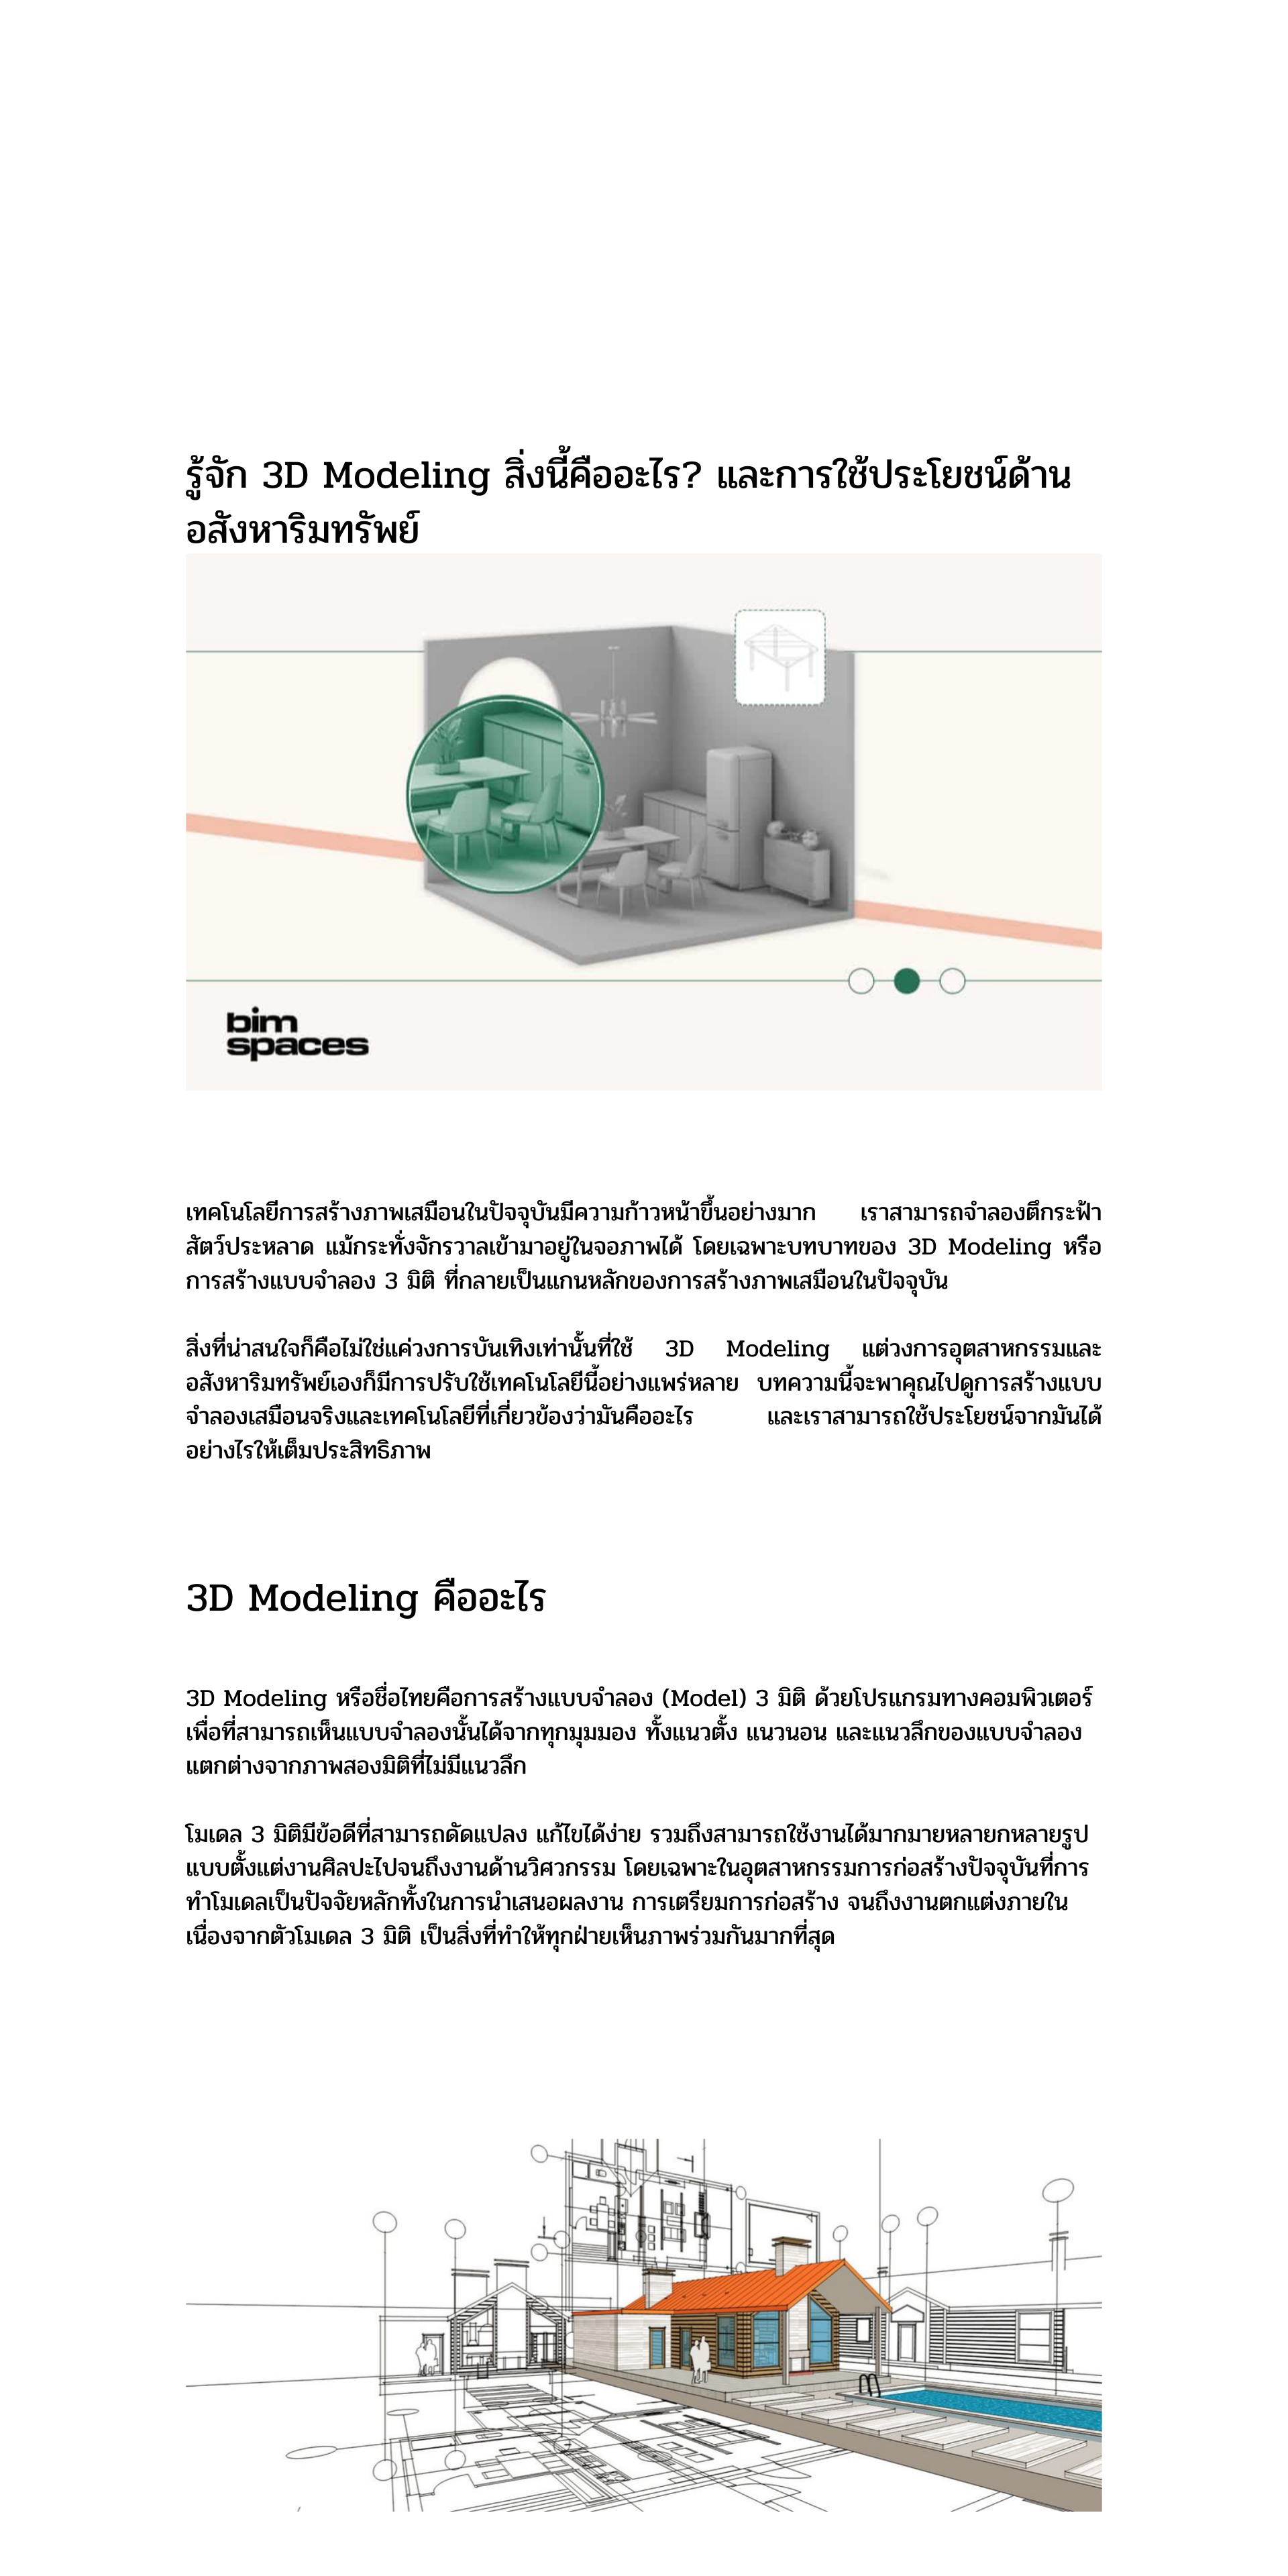 รู้จัก 3D Modeling สิ่งนี้คืออะไร? และการใช้ประโยชน์ด้าน
อสังหาริมทรัพย์
bim
spaces
เทคโนโลยีการสร้างภาพเสมือนในปัจจุบันมีความก้าวหน้าขึ้นอย่างมาก เราสามารถจำลองตึกระฟ้า
สัตว์ประหลาด แม้กระทั่งจักรวาลเข้ามาอยู่ในจอภาพได้ โดยเฉพาะบทบาทของ 3D Modeling หรือ
การสร้างแบบจำลอง 3 มิติ ที่กลายเป็นแกนหลักของการสร้างภาพเสมือนในปัจจุบัน
สิ่งที่น่าสนใจก็คือไม่ใช่แค่วงการบันเทิงเท่านั้นที่ใช้ 3D Modeling แต่วงการอุตสาหกรรมและ
อสังหาริมทรัพย์เองก็มีการปรับใช้เทคโนโลยีนี้อย่างแพร่หลาย บทความนี้จะพาคุณไปดูการสร้างแบบ
จำลองเสมือนจริงและเทคโนโลยีที่เกี่ยวข้องว่ามันคืออะไร และเราสามารถใช้ประโยชน์จากมันได้
อย่างไรให้เต็มประสิทธิภาพ
3D Modeling คืออะไร
3D Modeling หรือชื่อไทยคือการสร้างแบบจำลอง (Model) 3 มิติ ด้วยโปรแกรมทางคอมพิวเตอร์
เพื่อที่สามารถเห็นแบบจำลองนั้นได้จากทุกมุมมอง ทั้งแนวตั้ง แนวนอน และแนวลึกของแบบจำลอง
แตกต่างจากภาพสองมิติที่ไม่มีแนวลึก
โมเดล 3 มิติมีข้อดีที่สามารถดัดแปลง แก้ไขได้ง่าย รวมถึงสามารถใช้งานได้มากมายหลายกหลายรูป
แบบตั้งแต่งานศิลปะไปจนถึงงานด้านวิศวกรรม โดยเฉพาะในอุตสาหกรรมการก่อสร้างปัจจุบันที่การ
ทำโมเดลเป็นปัจจัยหลักทั้งในการนำเสนอผลงาน การเตรียมการก่อสร้าง จนถึงงานตกแต่งภายใน
เนื่องจากตัวโมเดล 3 มิติ เป็นสิ่งที่ทำให้ทุกฝ่ายเห็นภาพร่วมกันมากที่สุด